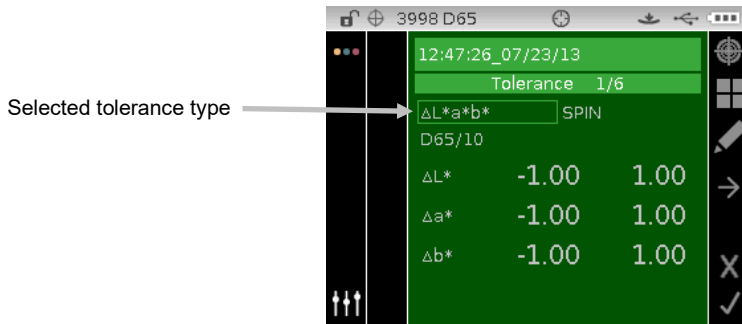 3998 D65
12:47:26_07/23/13
Tolerance 1/6
Selected tolerance type
ΔL*a*b* SPIN
D65/10
ΔL* -1.00 1.00
Δa* -1.00 1.00
Δb* -1.00 1.00